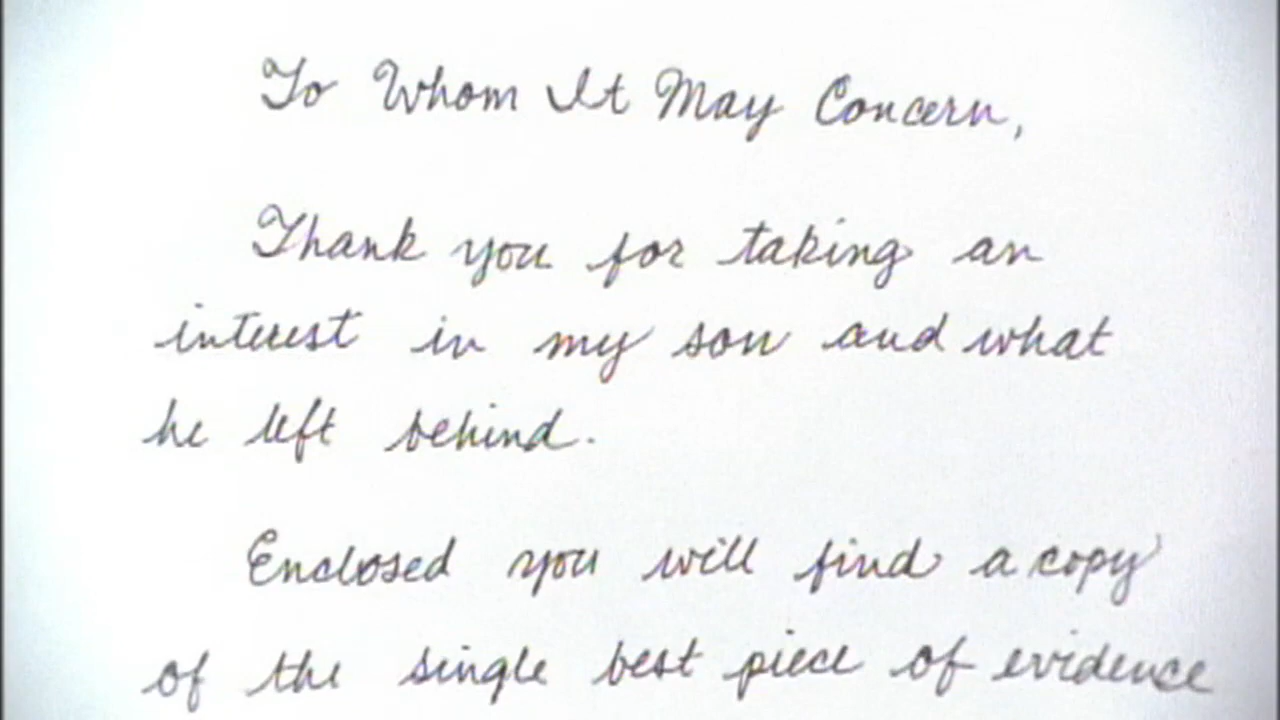 To Whom It May Concern,
Thank you for taking an
interest in my son and what
he left behind.
Enclosed you will find a copy
of the single best piece of evidence